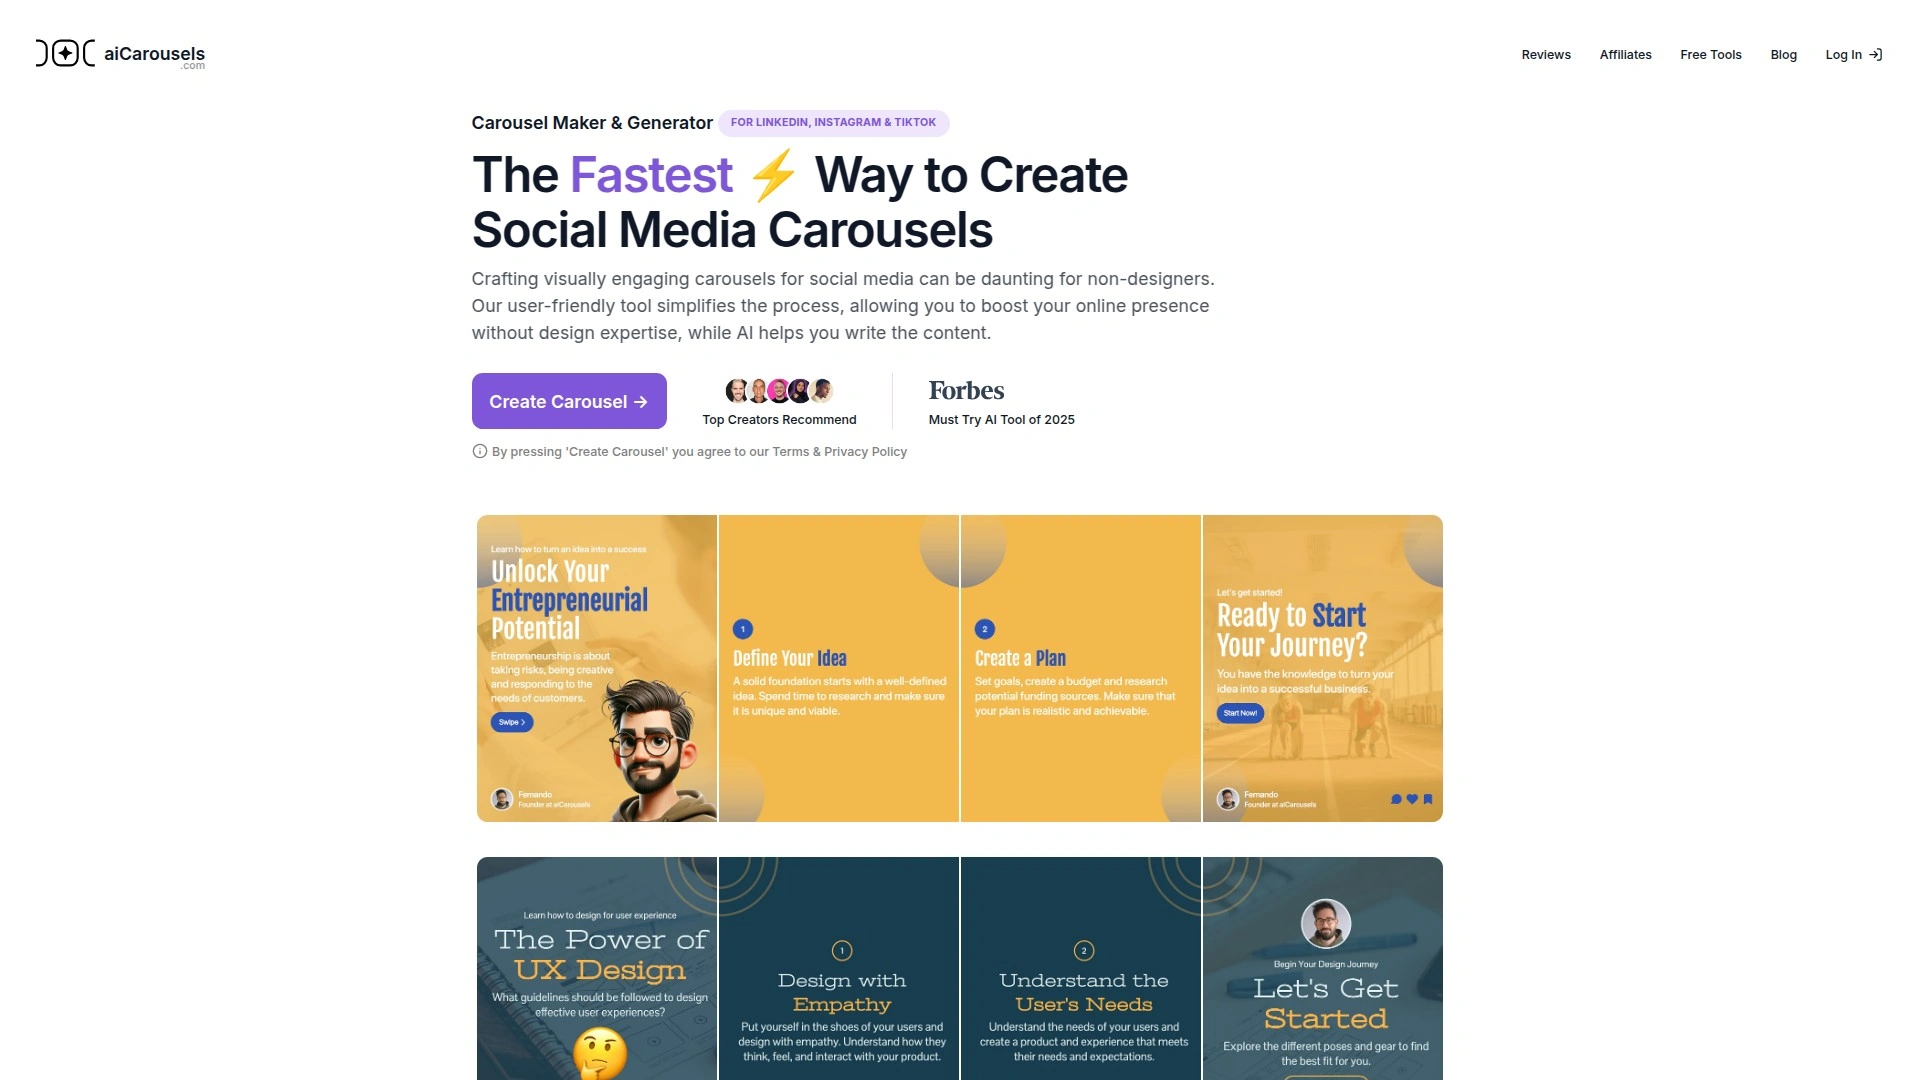 aiCarousels
.com
Reviews
Affiliates
Free Tools
Blog
Log In
Carousel Maker & Generator
FOR LINKEDIN, INSTAGRAM & TIKTOK
The Fastest ⚡ Way to Create
Social Media Carousels
Crafting visually engaging carousels for social media can be daunting for non-designers.
Our user-friendly tool simplifies the process, allowing you to boost your online presence
without design expertise, while AI helps you write the content.
Create Carousel →
Top Creators Recommend
Forbes
Must Try AI Tool of 2025
By pressing 'Create Carousel' you agree to our Terms & Privacy Policy
Learn how to turn an idea into a success
Unlock Your
Entrepreneurial
Potential
Entrepreneurship is about
taking risks, being creative
and responding to the
needs of customers.
Swipe
Fernando
Founder at aiCarousels
1
Define Your Idea
A solid foundation starts with a well-defined
idea. Spend time to research and make sure
it is unique and viable.
2
Create a Plan
Set goals, create a budget and research
potential funding sources. Make sure that
your plan is realistic and achievable.
Let's get started!
Ready to Start
Your Journey?
You have the knowledge to turn your
idea into a successful business.
Start Now!
Fernando
Founder at aiCarousels
Learn how to design for user experience
The Power of
UX Design
What guidelines should be followed to design
effective user experiences?
1
Design with
Empathy
Put yourself in the shoes of your users and
design with empathy. Understand how they
think, feel, and interact with your product.
2
Understand the
User's Needs
Understand the needs of your users and
create a product and experience that meets
their needs and expectations.
Begin Your Design Journey
Let's Get
Started
Explore the different poses and gear to find
the best fit for you.